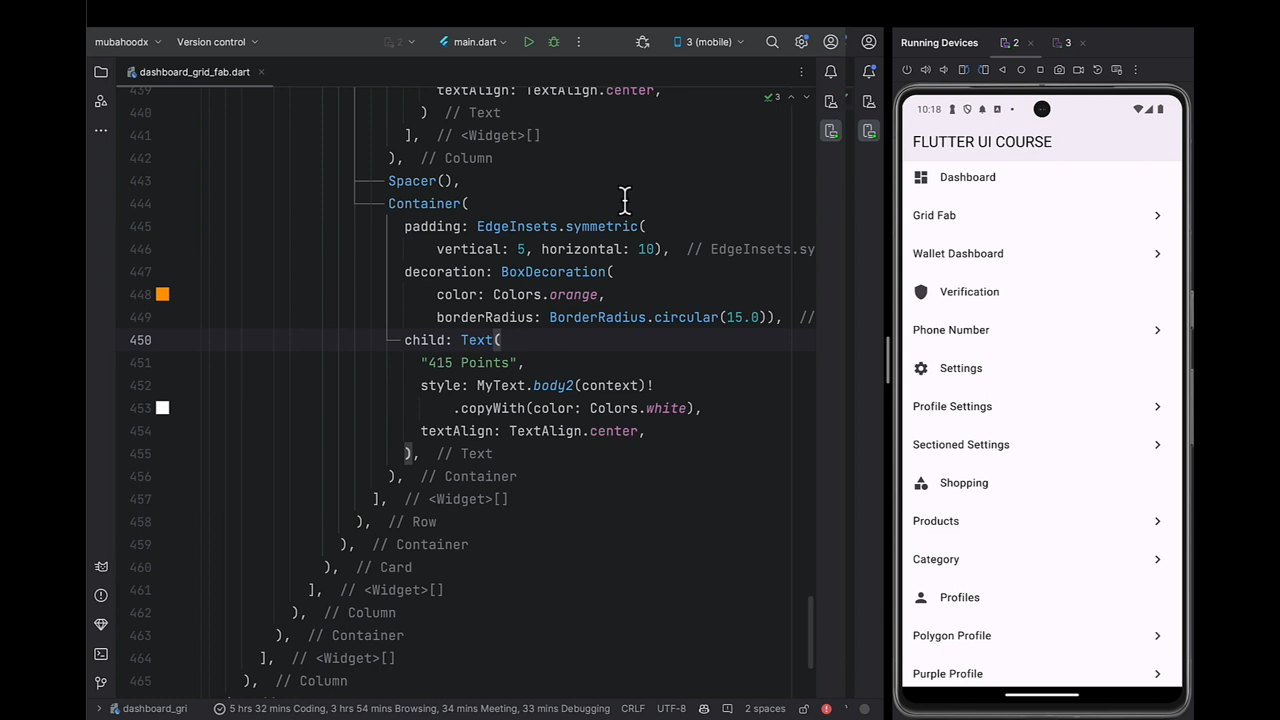 mubahoodx
Version control
2
main.dart
3 (mobile)
dashboard_grid_fab.dart
3
439 textAlign: TextAlign.center,
440 ) // Text
441 ], // <Widget>[]
442 ), // Column
443 Spacer(),
444 Container(
445 padding: EdgeInsets.symmetric(
446 vertical: 5, horizontal: 10), // EdgeInsets.sy
447 decoration: BoxDecoration(
448 color: Colors.orange,
449 borderRadius: BorderRadius.circular(15.0)), //
450 child: Text(
451 "415 Points",
452 style: MyText.body2(context)!
453 .copyWith(color: Colors.white),
454 textAlign: TextAlign.center,
455 ), // Text
456 ), // Container
457 ], // <Widget>[]
458 ), // Row
459 ), // Container
460 ), // Card
461 ], // <Widget>[]
462 ), // Column
463 ), // Container
464 ], // <Widget>[]
465 ), // Column
dashboard_gri
5 hrs 32 mins Coding, 3 hrs 54 mins Browsing, 34 mins Meeting, 33 mins Debugging
CRLF
UTF-8
2 spaces
Running Devices
2
3
10:18
FLUTTER UI COURSE
Dashboard
Grid Fab
Wallet Dashboard
Verification
Phone Number
Settings
Profile Settings
Sectioned Settings
Shopping
Products
Category
Profiles
Polygon Profile
Purple Profile